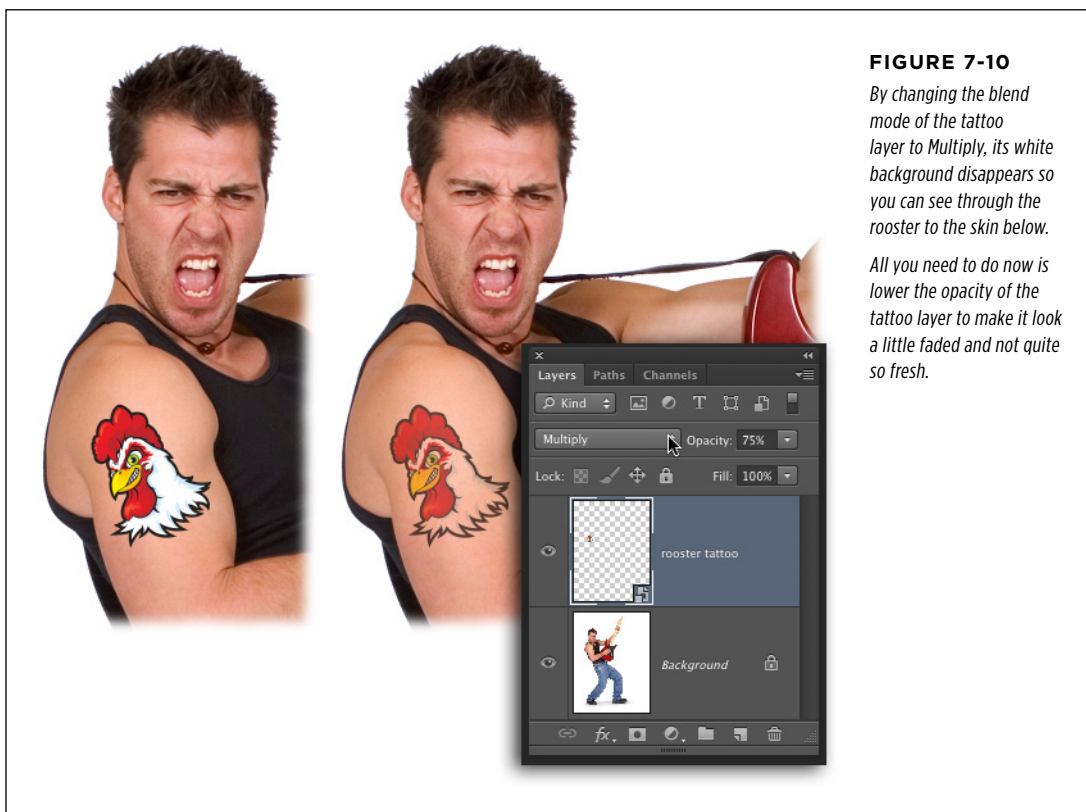 FIGURE 7-10
By changing the blend
mode of the tattoo
layer to Multiply, its white
background disappears so
you can see through the
rooster to the skin below.
All you need to do now is
lower the opacity of the
tattoo layer to make it look
a little faded and not quite
so fresh.
Layers Paths Channels
Kind
Multiply Opacity: 75%
Lock: Fill: 100%
rooster tattoo
Background
fx.